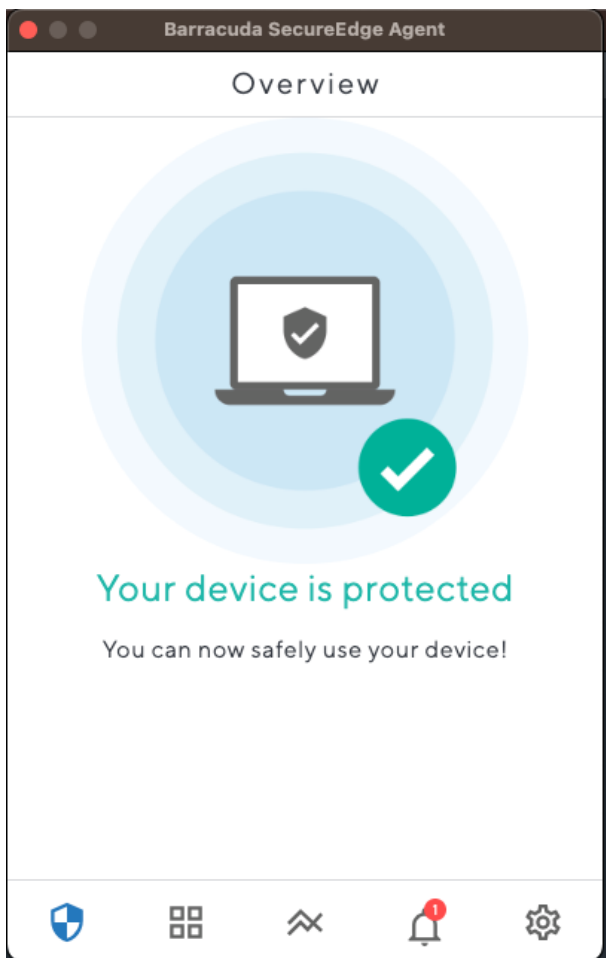 Barracuda SecureEdge Agent
Overview
Your device is protected
You can now safely use your device!
1